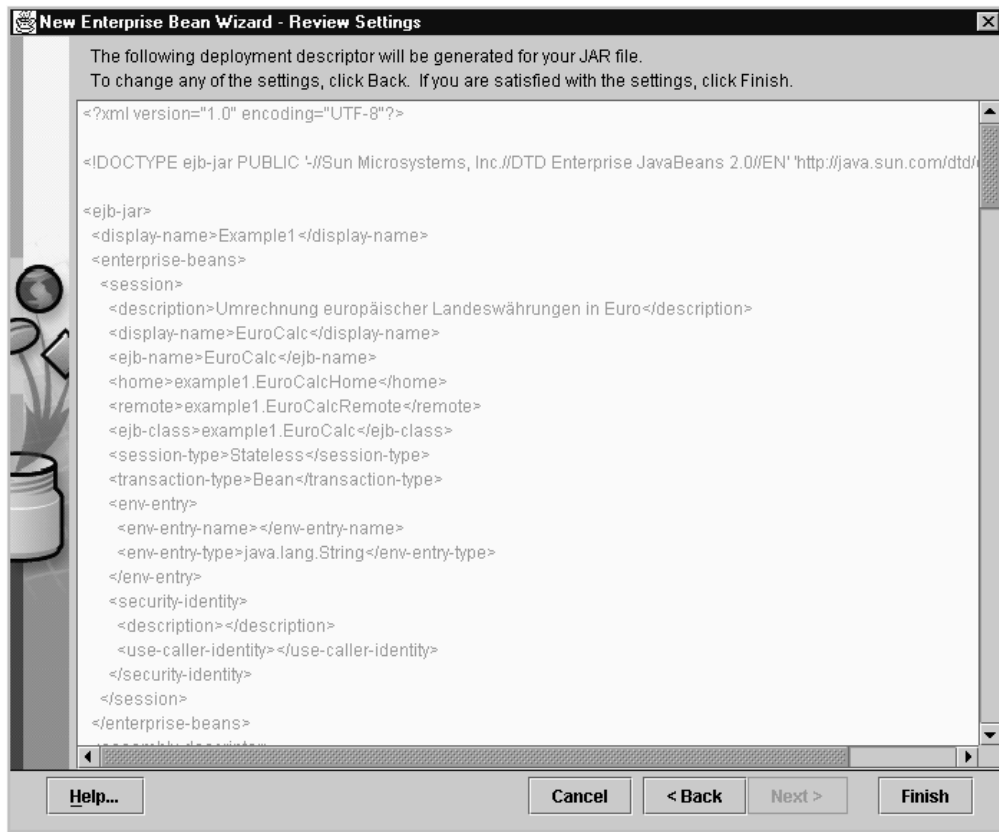 New Enterprise Bean Wizard - Review Settings
The following deployment descriptor will be generated for your JAR file.
To change any of the settings, click Back. If you are satisfied with the settings, click Finish.
<?xml version="1.0" encoding="UTF-8"?>
<!DOCTYPE ejb-jar PUBLIC '-//Sun Microsystems, Inc.//DTD Enterprise JavaBeans 2.0//EN' 'http://java.sun.com/dtd/
<ejb-jar>
<display-name>Example1</display-name>
<enterprise-beans>
<session>
<description>Umrechnung europäischer Landeswährungen in Euro</description>
<display-name>EuroCalc</display-name>
<ejb-name>EuroCalc</ejb-name>
<home>example1.EuroCalcHome</home>
<remote>example1.EuroCalcRemote</remote>
<ejb-class>example1.EuroCalc</ejb-class>
<session-type>Stateless</session-type>
<transaction-type>Bean</transaction-type>
<env-entry>
<env-entry-name></env-entry-name>
<env-entry-type>java.lang.String</env-entry-type>
</env-entry>
<security-identity>
<description></description>
<use-caller-identity></use-caller-identity>
</security-identity>
</session>
</enterprise-beans>
Help...
Cancel
< Back
Next >
Finish